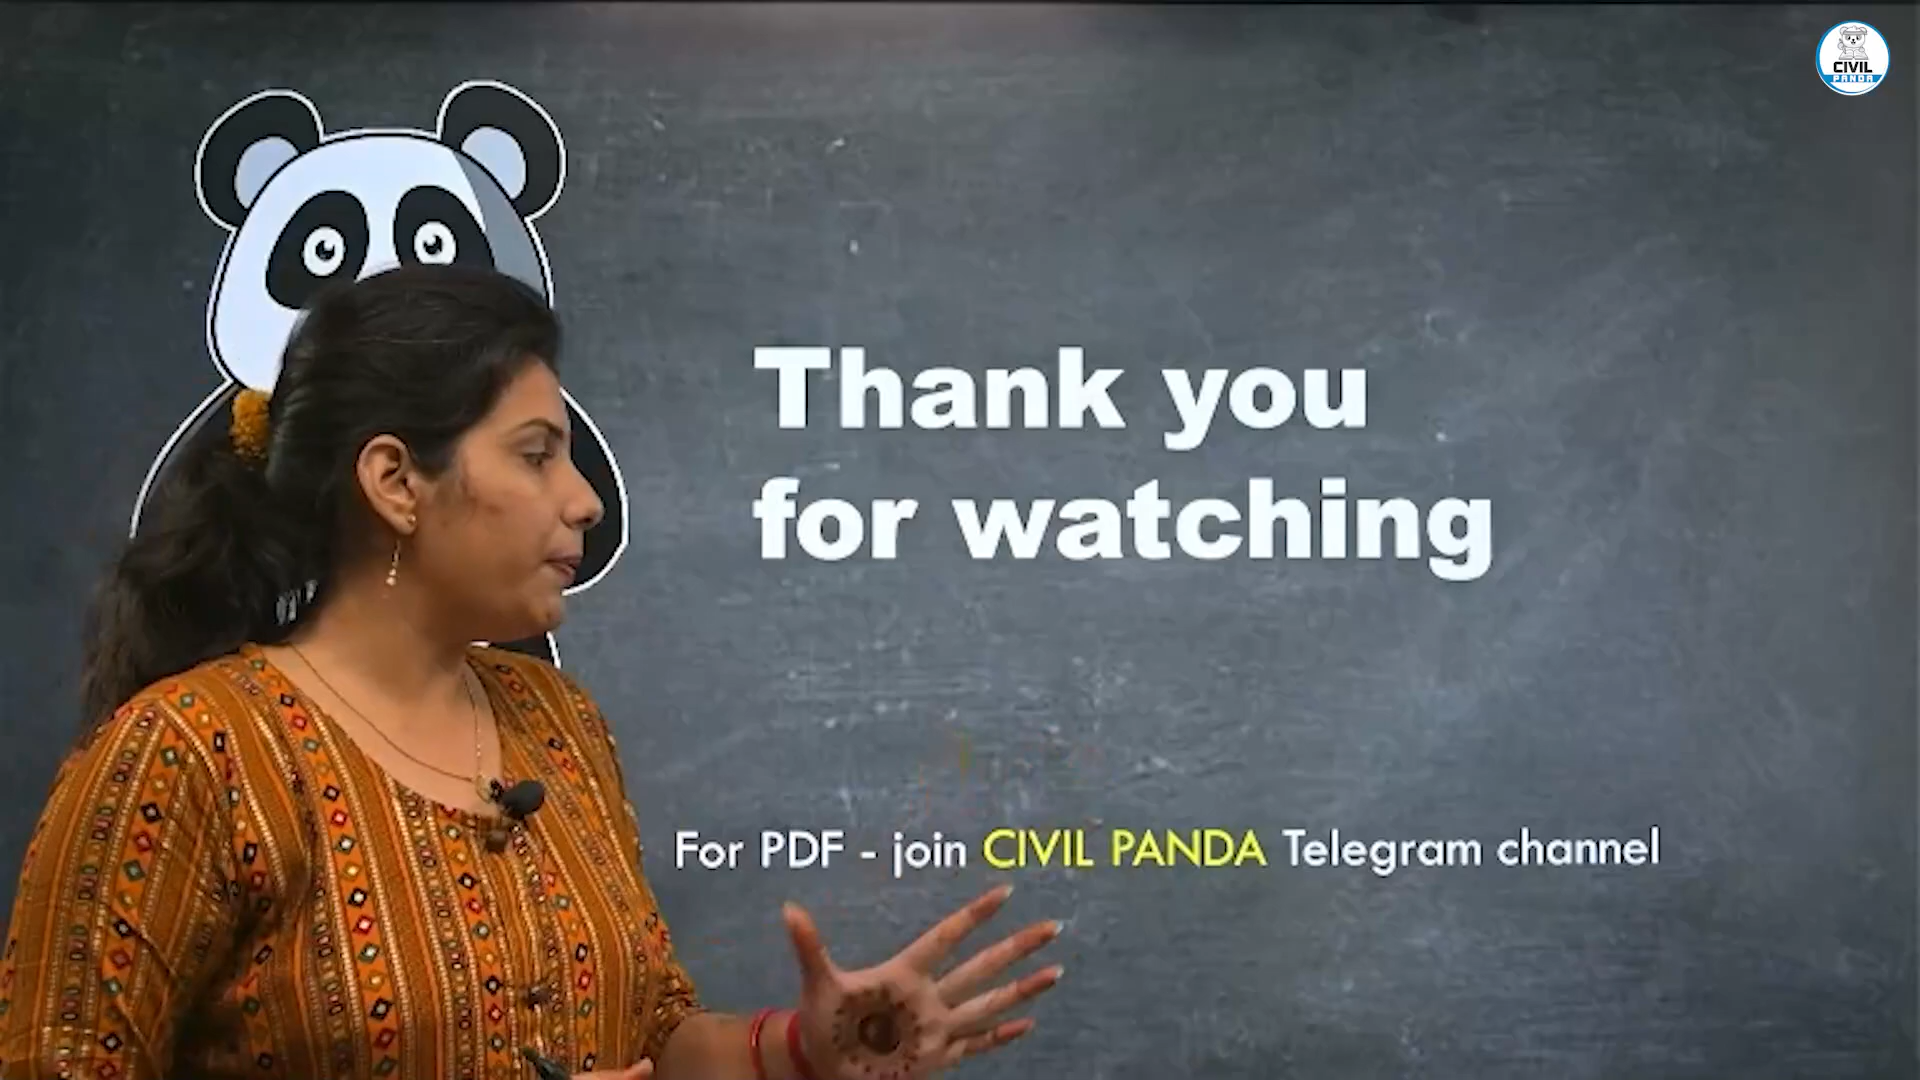 CIVIL
PANDA
Thank you
for watching
For PDF - join CIVIL PANDA Telegram channel